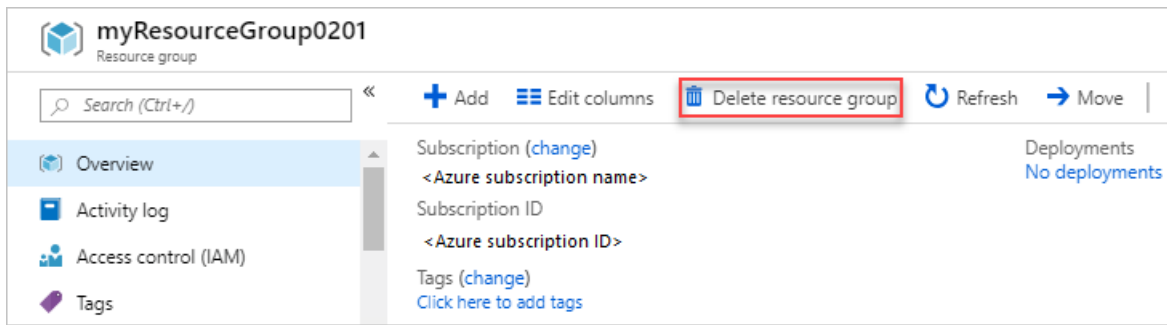 myResourceGroup0201
Resource group
Search (Ctrl+/)
«
Add
Edit columns
Delete resource group
Refresh
Move
Overview
Activity log
Access control (IAM)
Tags
Subscription (change)
<Azure subscription name>
Subscription ID
<Azure subscription ID>
Tags (change)
Click here to add tags
Deployments
No deployments